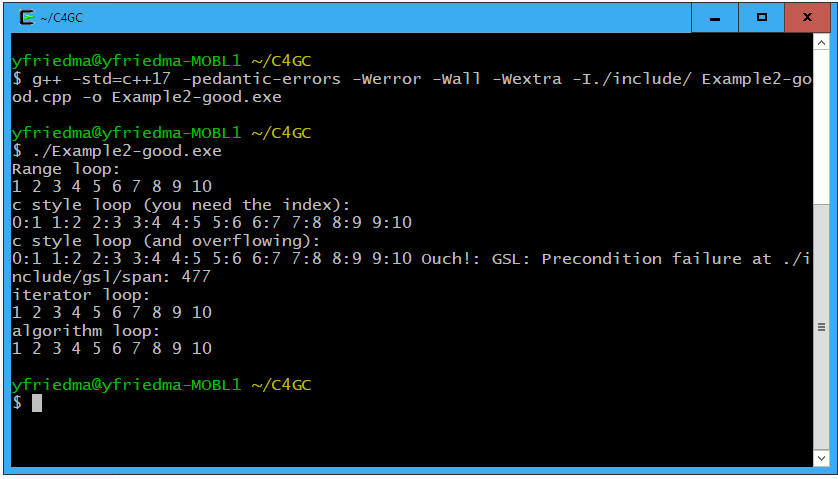 ~/C4GC
yfriedma@yfriedma-MOBL1 ~/C4GC
$ g++ -std=c++17 -pedantic-errors -Werror -Wall -Wextra -I./include/ Example2-go
od.cpp -o Example2-good.exe
yfriedma@yfriedma-MOBL1 ~/C4GC
$ ./Example2-good.exe
Range loop:
1 2 3 4 5 6 7 8 9 10
c style loop (you need the index):
0:1 1:2 2:3 3:4 4:5 5:6 6:7 7:8 8:9 9:10
c style loop (and overflowing):
0:1 1:2 2:3 3:4 4:5 5:6 6:7 7:8 8:9 9:10 Ouch!: GSL: Precondition failure at ./i
nclude/gsl/span: 477
iterator loop:
1 2 3 4 5 6 7 8 9 10
algorithm loop:
1 2 3 4 5 6 7 8 9 10
yfriedma@yfriedma-MOBL1 ~/C4GC
$